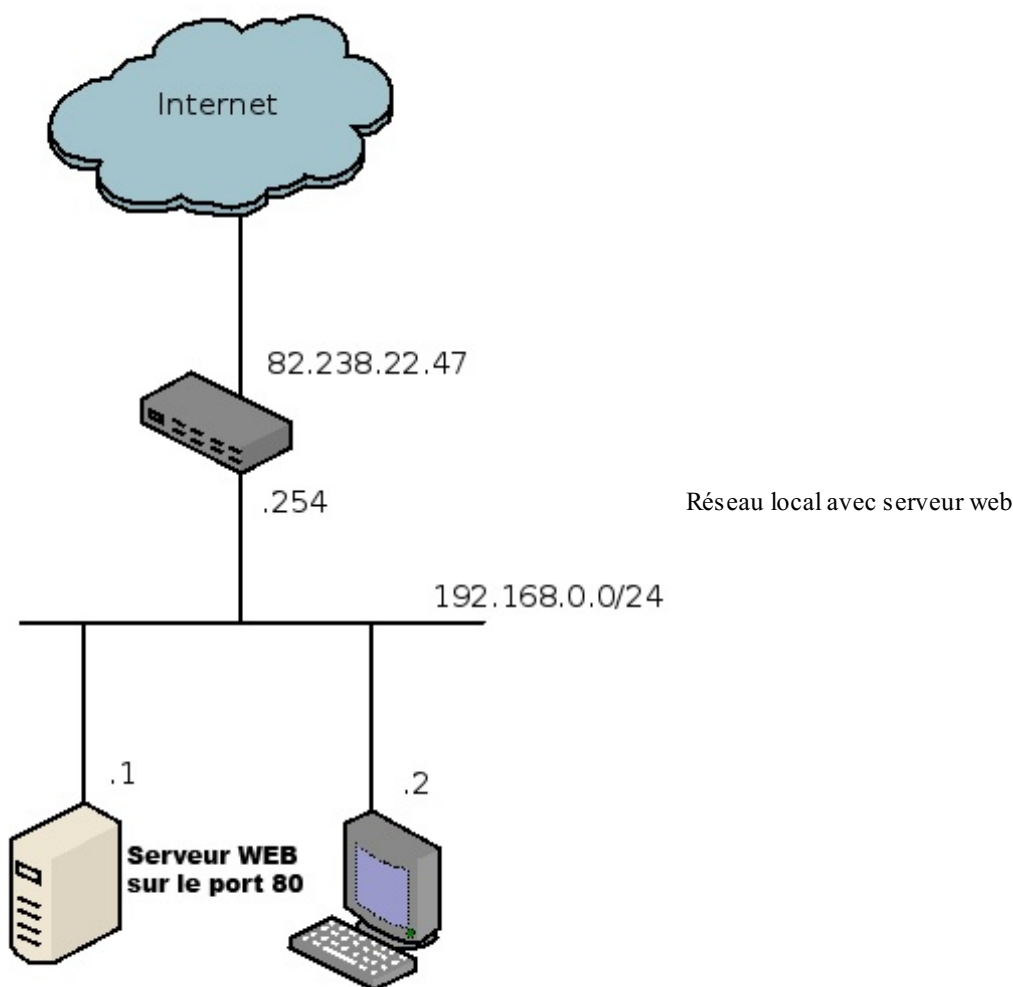 Internet
82.238.22.47
.254
Réseau local avec serveur web
192.168.0.0/24
.1
.2
Serveur WEB
sur le port 80